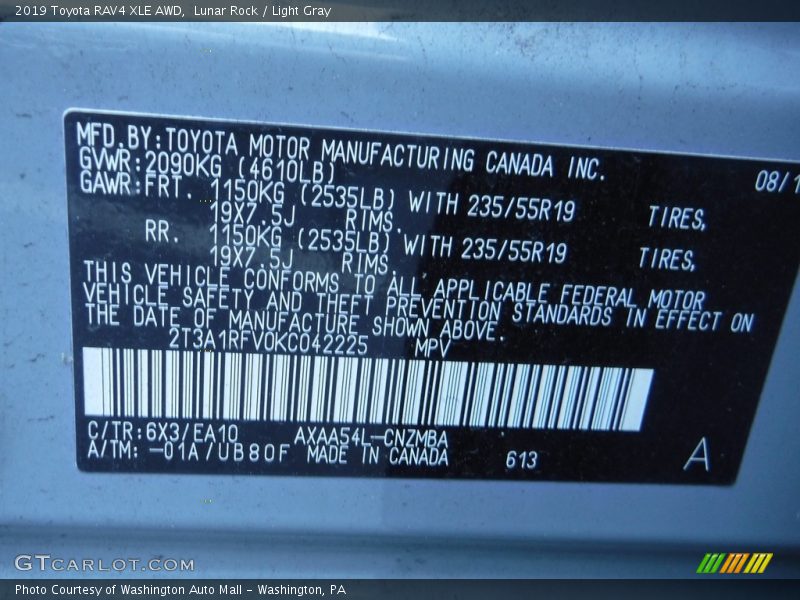 2019 Toyota RAV4 XLE AWD, Lunar Rock / Light Gray
MFD.BY:TOYOTA MOTOR MANUFACTURING CANADA INC.
08/1
GVWR:2090KG (4610LB)
GAWR:FRT. 1150KG (2535LB) WITH 235/55R19 TIRES,
19X7.5J RIMS.
RR. 1150KG (2535LB) WITH 235/55R19 TIRES,
19X7.5J RIMS.
THIS VEHICLE CONFORMS TO ALL APPLICABLE FEDERAL MOTOR
VEHICLE SAFETY AND THEFT PREVENTION STANDARDS IN EFFECT ON
THE DATE OF MANUFACTURE SHOWN ABOVE.
2T3A1RFV0KC042225 MPV
C/TR:6X3/EA10 AXAA54L-CNZMBA
A/TM: -01A/UB80F MADE IN CANADA 613 A
GTCARLOT.COM
Photo Courtesy of Washington Auto Mall - Washington, PA